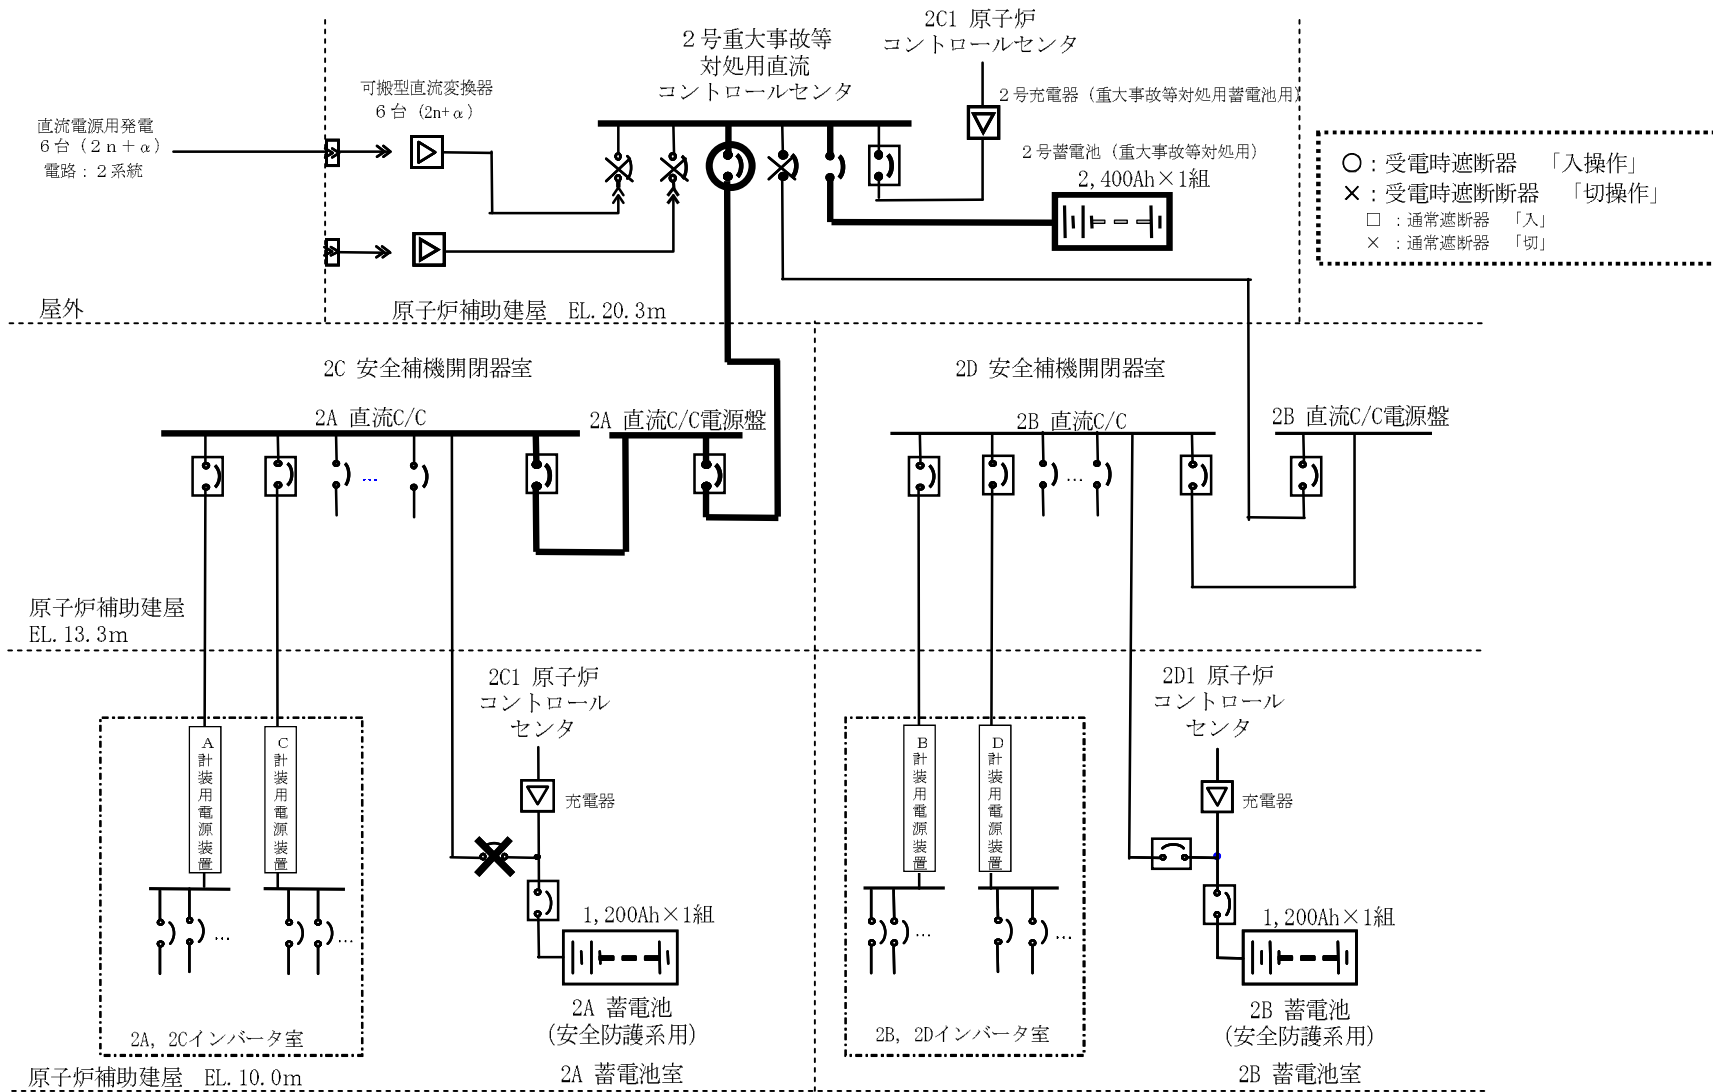 2C1 原子炉
コントロールセンタ
２号重大事故等
対処用直流
コントロールセンタ
可搬型直流変換器
６台 (2n+α)
２号充電器（重大事故等対処用蓄電池用）
直流電源用発電
６台（２ｎ＋α）
電路：２系統
２号蓄電池（重大事故等対処用）
2,400Ah×1組
○：受電時遮断器　「入操作」
×：受電時遮断断器　「切操作」
□ ：通常遮断器　「入」
× ：通常遮断器　「切」
屋外
原子炉補助建屋　EL.20.3m
2C 安全補機開閉器室
2D 安全補機開閉器室
2A 直流C/C
2A 直流C/C電源盤
2B 直流C/C
2B 直流C/C電源盤
…
…
原子炉補助建屋
EL.13.3m
2C1 原子炉
コントロール
センタ
2D1 原子炉
コントロール
センタ
Ａ計装用電源装置
Ｃ計装用電源装置
充電器
Ｂ計装用電源装置
Ｄ計装用電源装置
充電器
1,200Ah×1組
1,200Ah×1組
…
…
…
…
2A 蓄電池
(安全防護系用)
2B 蓄電池
(安全防護系用)
2A, 2Cインバータ室
2B, 2Dインバータ室
原子炉補助建屋　EL.10.0m
2A 蓄電池室
2B 蓄電池室